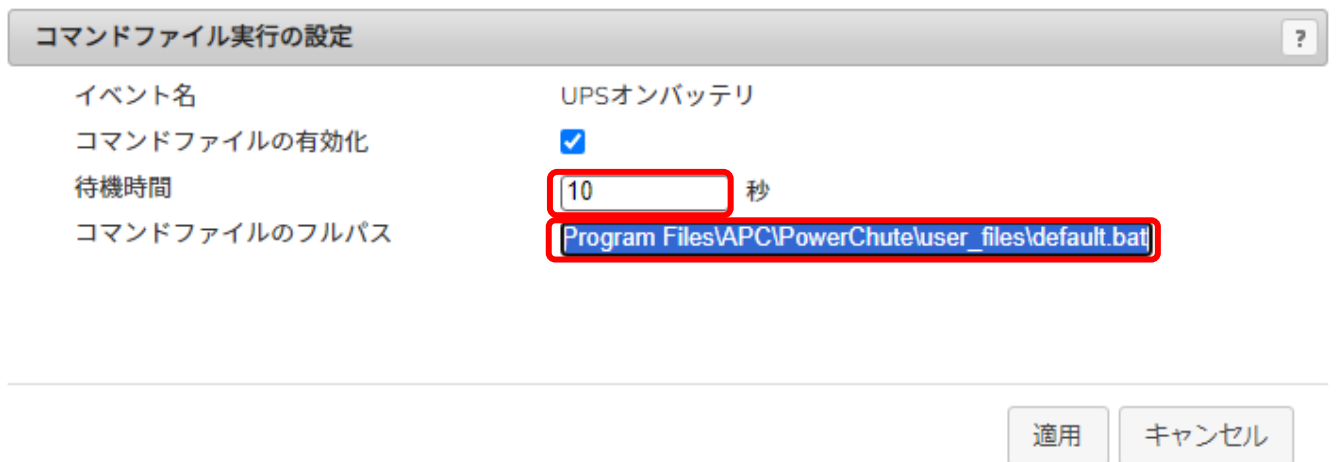 コマンドファイル実行の設定 ?
イベント名 UPSオンバッテリ
コマンドファイルの有効化
待機時間 10 秒
コマンドファイルのフルパス Program Files\APC\PowerChute\user_files\default.bat
適用 キャンセル